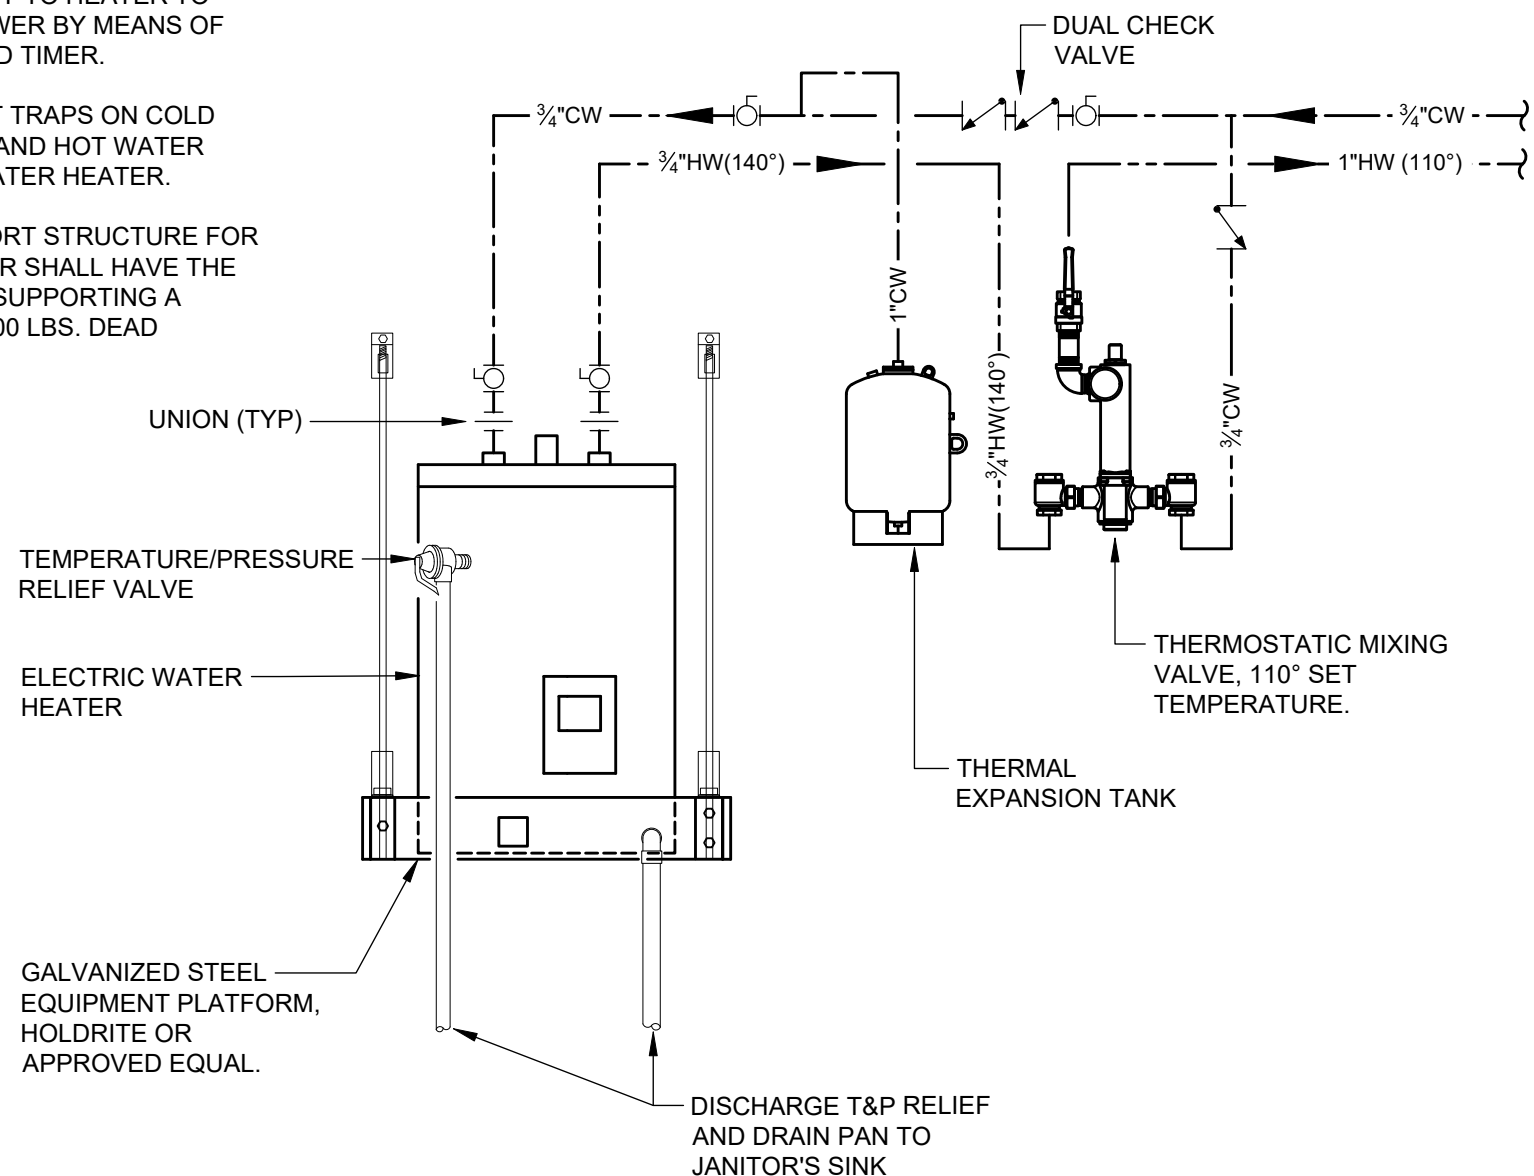 T TO HEATER TO
WER BY MEANS OF
D TIMER.
T TRAPS ON COLD
AND HOT WATER
ATER HEATER.
ORT STRUCTURE FOR
R SHALL HAVE THE
SUPPORTING A
00 LBS. DEAD
DUAL CHECK
VALVE
¾"CW
¾"CW
¾"HW(140°)
1"HW (110°)
1"CW
¾"HW(140°)
¾"CW
UNION (TYP)
TEMPERATURE/PRESSURE
RELIEF VALVE
ELECTRIC WATER
HEATER
THERMOSTATIC MIXING
VALVE, 110° SET
TEMPERATURE.
THERMAL
EXPANSION TANK
GALVANIZED STEEL
EQUIPMENT PLATFORM,
HOLDRITE OR
APPROVED EQUAL.
DISCHARGE T&P RELIEF
AND DRAIN PAN TO
JANITOR'S SINK